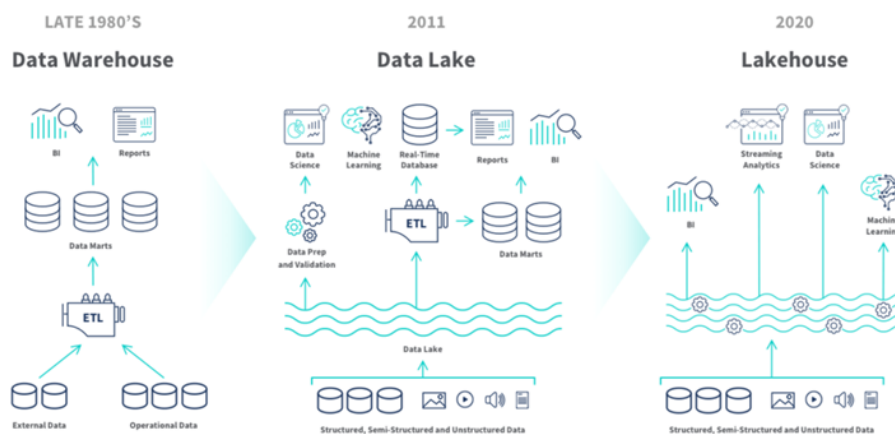 LATE 1980'S
Data Warehouse
BI
Reports
Data Marts
ETL
External Data
Operational Data
2011
Data Lake
Data
Science
Machine
Learning
Real-Time
Database
Reports
BI
Data Prep
and Validation
ETL
Data Marts
Data Lake
Structured, Semi-Structured and Unstructured Data
2020
Lakehouse
BI
Streaming
Analytics
Data
Science
Machin
Learnin
Structured, Semi-Structured and Unstructured Data